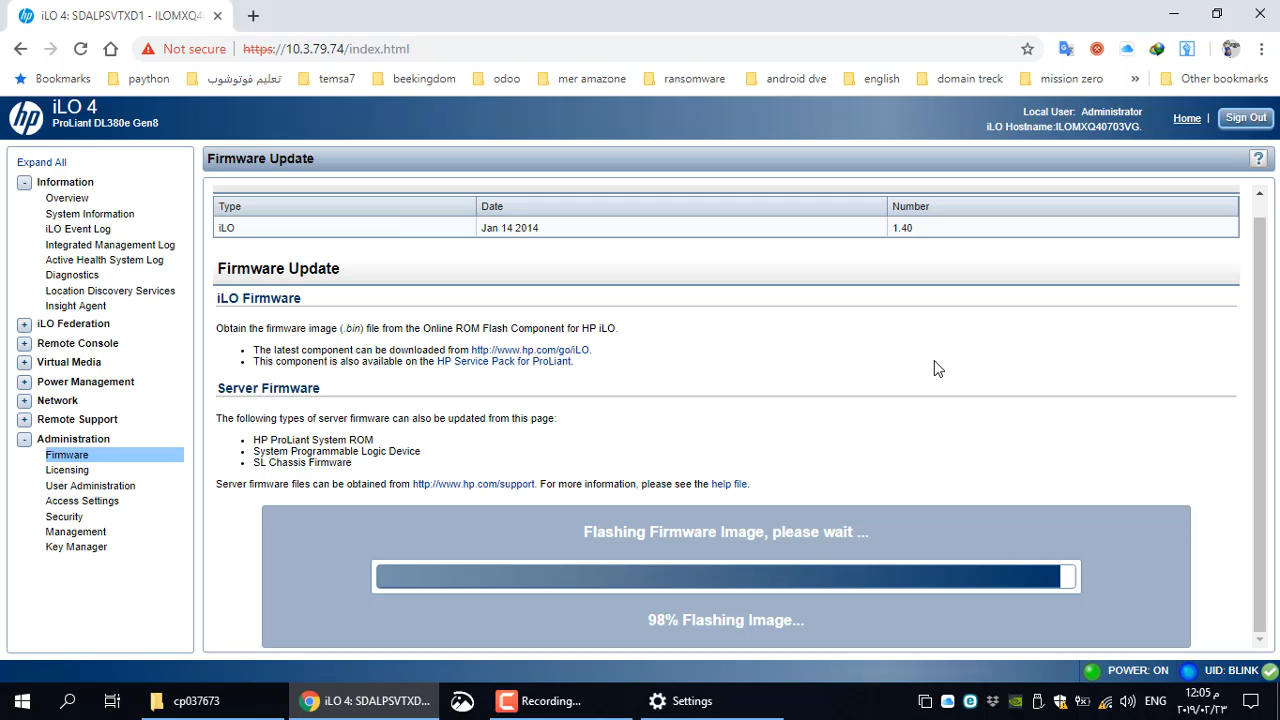 iLO 4: SDALPSVTXD1 - ILOMXQ4
Not secure
https://10.3.79.74/index.html
Bookmarks paython تعليم فوتوشوب temsa7 beekingdom odoo mer amazone ransomware android dve english domain treck mission zero » Other bookmarks
hp
iLO 4
ProLiant DL380e Gen8
Local User: Administrator
iLO Hostname:ILOMXQ40703VG.
Home | Sign Out
Expand All
Information
Overview
System Information
iLO Event Log
Integrated Management Log
Active Health System Log
Diagnostics
Location Discovery Services
Insight Agent
iLO Federation
Remote Console
Virtual Media
Power Management
Network
Remote Support
Administration
Firmware
Licensing
User Administration
Access Settings
Security
Management
Key Manager
Firmware Update
?
Type Date Number
iLO Jan 14 2014 1.40
Firmware Update
iLO Firmware
Obtain the firmware image (.bin) file from the Online ROM Flash Component for HP iLO.
• The latest component can be downloaded from http://www.hp.com/go/iLO.
• This component is also available on the HP Service Pack for ProLiant.
Server Firmware
The following types of server firmware can also be updated from this page:
• HP ProLiant System ROM
• System Programmable Logic Device
• SL Chassis Firmware
Server firmware files can be obtained from http://www.hp.com/support. For more information, please see the help file.
Flashing Firmware Image, please wait ...
98% Flashing Image...
POWER: ON UID: BLINK
cp037673
iLO 4: SDALPSVTXD...
Recording...
Settings
ENG
12:05 م
٢٠١٩/٠٢/٢٣